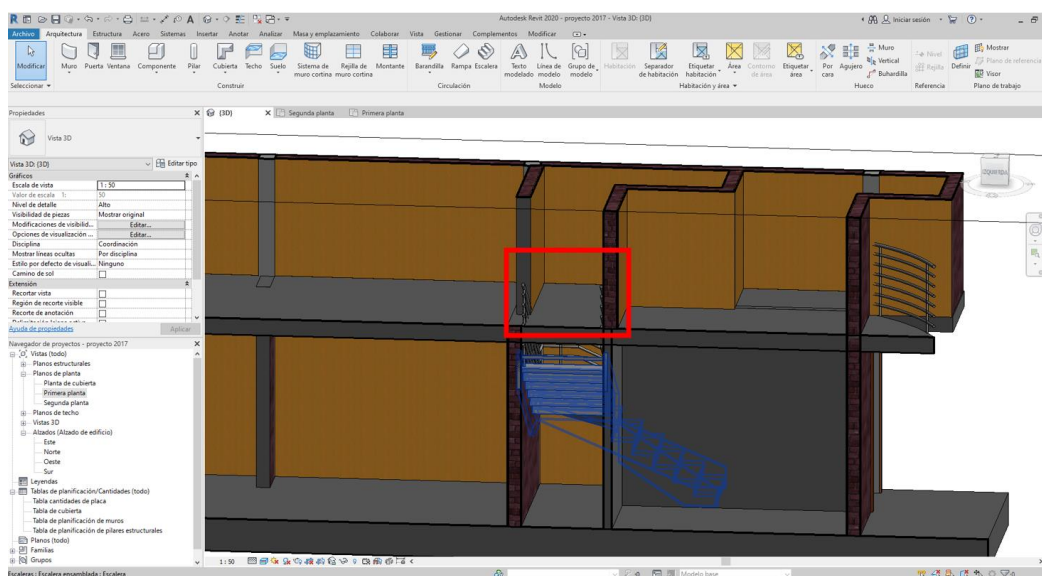 Autodesk Revit 2020 - proyecto 2017 - Vista 3D: {3D}
Iniciar sesión
Archivo Arquitectura Estructura Acero Sistemas Insertar Anotar Analizar Masa y emplazamiento Colaborar Vista Gestionar Complementos Modificar
Modificar Muro Puerta Ventana Componente Pilar Cubierta Techo Suelo Sistema de muro cortina Rejilla de muro cortina Montante Barandilla Rampa Escalera Texto modelado Línea de modelo Grupo de modelo Habitación Separador de habitación Etiquetar habitación Área Contorno de área Etiquetar área Por cara Agujero Muro Vertical Buhardilla Nivel Rejilla Definir Mostrar Plano de referencia Visor
Seleccionar Construir Circulación Modelo Habitación y área Hueco Referencia Plano de trabajo
Propiedades X {3D} X Segunda planta Primera planta
Vista 3D
Vista 3D: {3D} Editar tipo
Gráficos
Escala de vista 1 : 50
Valor de escala 1: 50
Nivel de detalle Alto
Visibilidad de piezas Mostrar original
Modificaciones de visibilid... Editar...
Opciones de visualización ... Editar...
Disciplina Coordinación
Mostrar líneas ocultas Por disciplina
Estilo por defecto de visuali... Ninguno
Camino de sol
Extensión
Recortar vista
Región de recorte visible
Recorte de anotación
Ayuda de propiedades Aplicar
Navegador de proyectos - proyecto 2017 X
Vistas (todo)
Planos estructurales
Planos de planta
Planta de cubierta
Primera planta
Segunda planta
Planos de techo
Vistas 3D
Alzados (Alzado de edificio)
Este
Norte
Oeste
Sur
Leyendas
Tablas de planificación/Cantidades (todo)
Tabla cantidades de placa
Tabla de cubierta
Tabla de planificación de muros
Tabla de planificación de pilares estructurales
Planos (todo)
Familias
Grupos
IZQUIERDA
1 : 50
Escaleras : Escalera ensamblada : Escalera
Modelo base